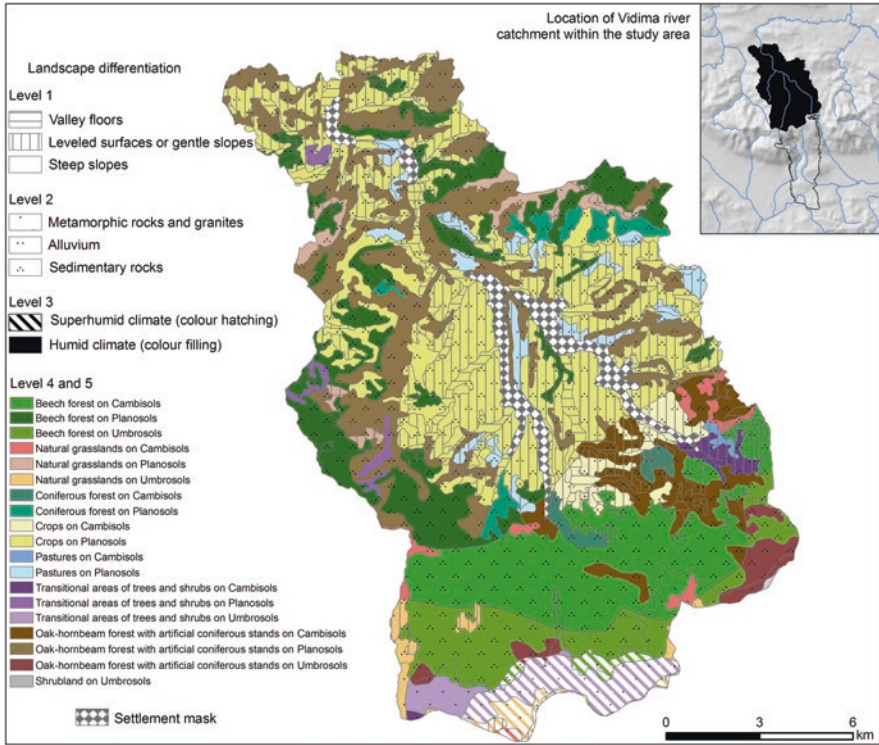 Location of Vidima river
catchment within the study area
Landscape differentiation
Level 1
Valley floors
Leveled surfaces or gentle slopes
Steep slopes
Level 2
Metamorphic rocks and granites
Alluvium
Sedimentary rocks
Level 3
Superhumid climate (colour hatching)
Humid climate (colour filling)
Level 4 and 5
Beech forest on Cambisols
Beech forest on Planosols
Beech forest on Umbrosols
Natural grasslands on Cambisols
Natural grasslands on Planosols
Natural grasslands on Umbrosols
Coniferous forest on Cambisols
Coniferous forest on Planosols
Crops on Cambisols
Crops on Planosols
Pastures on Cambisols
Pastures on Planosols
Transitional areas of trees and shrubs on Cambisols
Transitional areas of trees and shrubs on Planosols
Transitional areas of trees and shrubs on Umbrosols
Oak-hornbeam forest with artificial coniferous stands on Cambisols
Oak-hornbeam forest with artificial coniferous stands on Planosols
Oak-hornbeam forest with artificial coniferous stands on Umbrosols
Shrubland on Umbrosols
Settlement mask
0 3 6
km